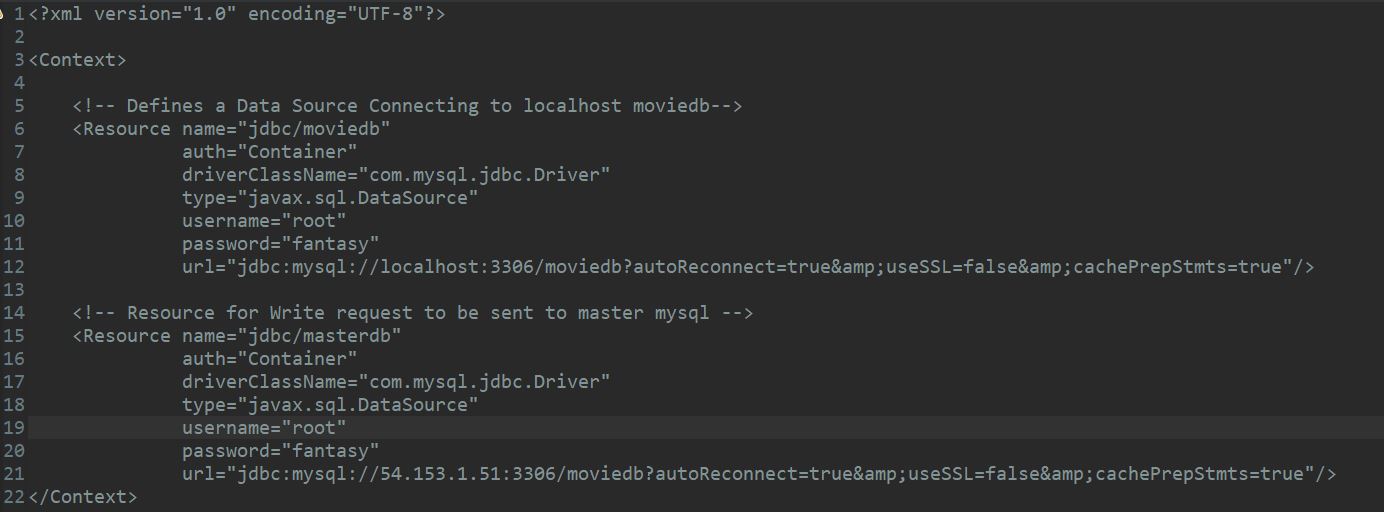 1 <?xml version="1.0" encoding="UTF-8"?>
2
3 <Context>
4
5     <!-- Defines a Data Source Connecting to localhost moviedb-->
6     <Resource name="jdbc/moviedb"
7               auth="Container"
8               driverClassName="com.mysql.jdbc.Driver"
9               type="javax.sql.DataSource"
10               username="root"
11               password="fantasy"
12               url="jdbc:mysql://localhost:3306/moviedb?autoReconnect=true&amp;useSSL=false&amp;cachePrepStmts=true"/>
13
14     <!-- Resource for Write request to be sent to master mysql -->
15     <Resource name="jdbc/masterdb"
16               auth="Container"
17               driverClassName="com.mysql.jdbc.Driver"
18               type="javax.sql.DataSource"
19               username="root"
20               password="fantasy"
21               url="jdbc:mysql://54.153.1.51:3306/moviedb?autoReconnect=true&amp;useSSL=false&amp;cachePrepStmts=true"/>
22 </Context>